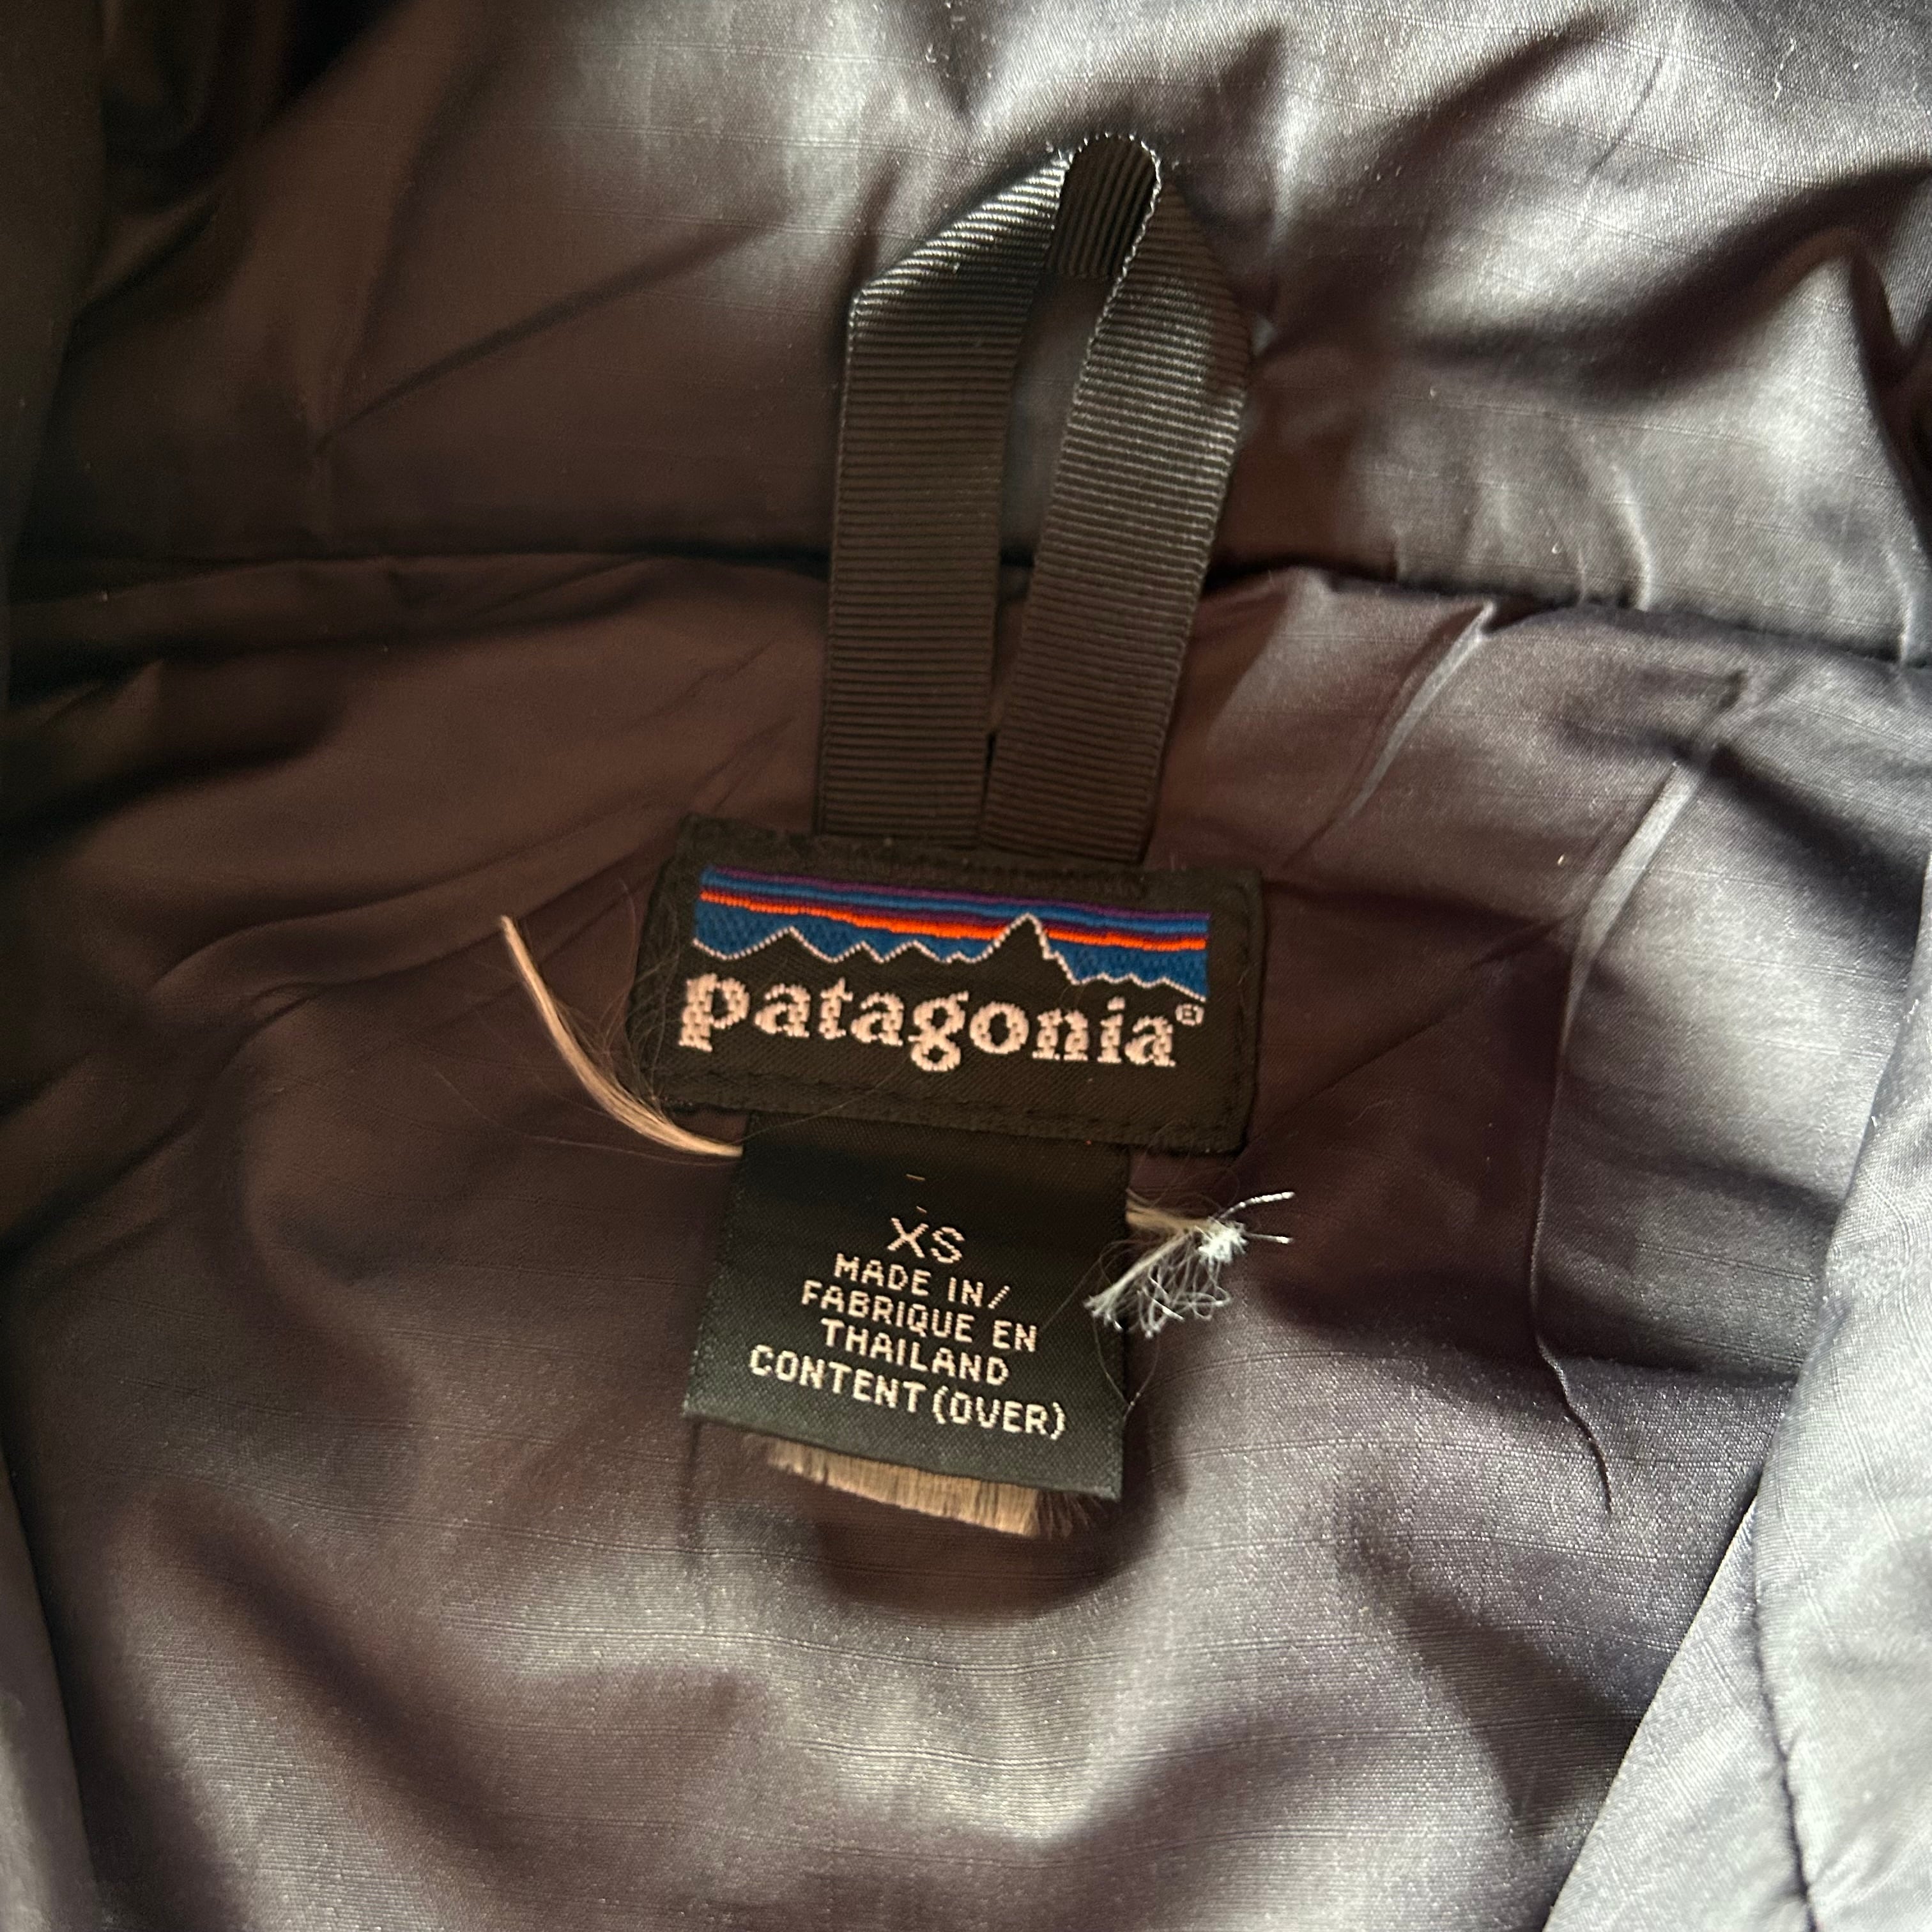 patagonia®
XS
MADE IN/
FABRIQUE EN
THAILAND
CONTENT(OVER)